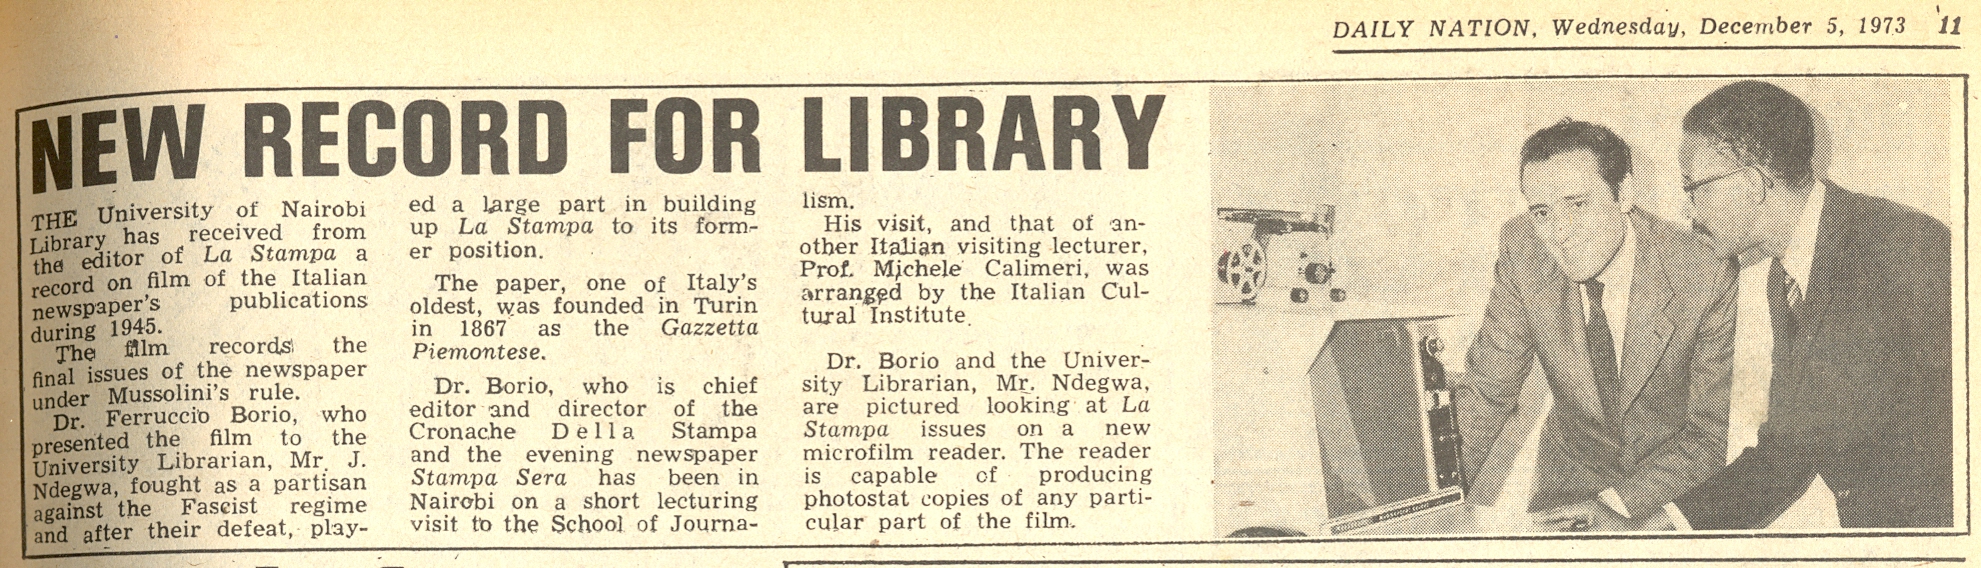 DAILY NATION, Wednesday, December 5, 1973 11
NEW RECORD FOR LIBRARY
THE University of Nairobi
Library has received from
the editor of La Stampa a
record on film of the Italian
newspaper's publications
during 1945.
The film records the
final issues of the newspaper
under Mussolini's rule.
Dr. Ferruccio Borio, who
presented the film to the
University Librarian, Mr. J.
Ndegwa, fought as a partisan
against the Fascist regime
and after their defeat, play-
ed a large part in building
up La Stampa to its form-
er position.
The paper, one of Italy's
oldest, was founded in Turin
in 1867 as the Gazzetta
Piemontese.
Dr. Borio, who is chief
editor and director of the
Cronache Della Stampa
and the evening newspaper
Stampa Sera has been in
Nairobi on a short lecturing
visit to the School of Journa-
lism.
His visit, and that of an-
other Italian visiting lecturer,
Prof. Michele Calimeri, was
arranged by the Italian Cul-
tural Institute
Dr. Borio and the Univer-
sity Librarian, Mr. Ndegwa,
are pictured looking at La
Stampa issues on a new
microfilm reader. The reader
is capable of producing
photostat copies of any parti-
cular part of the film.